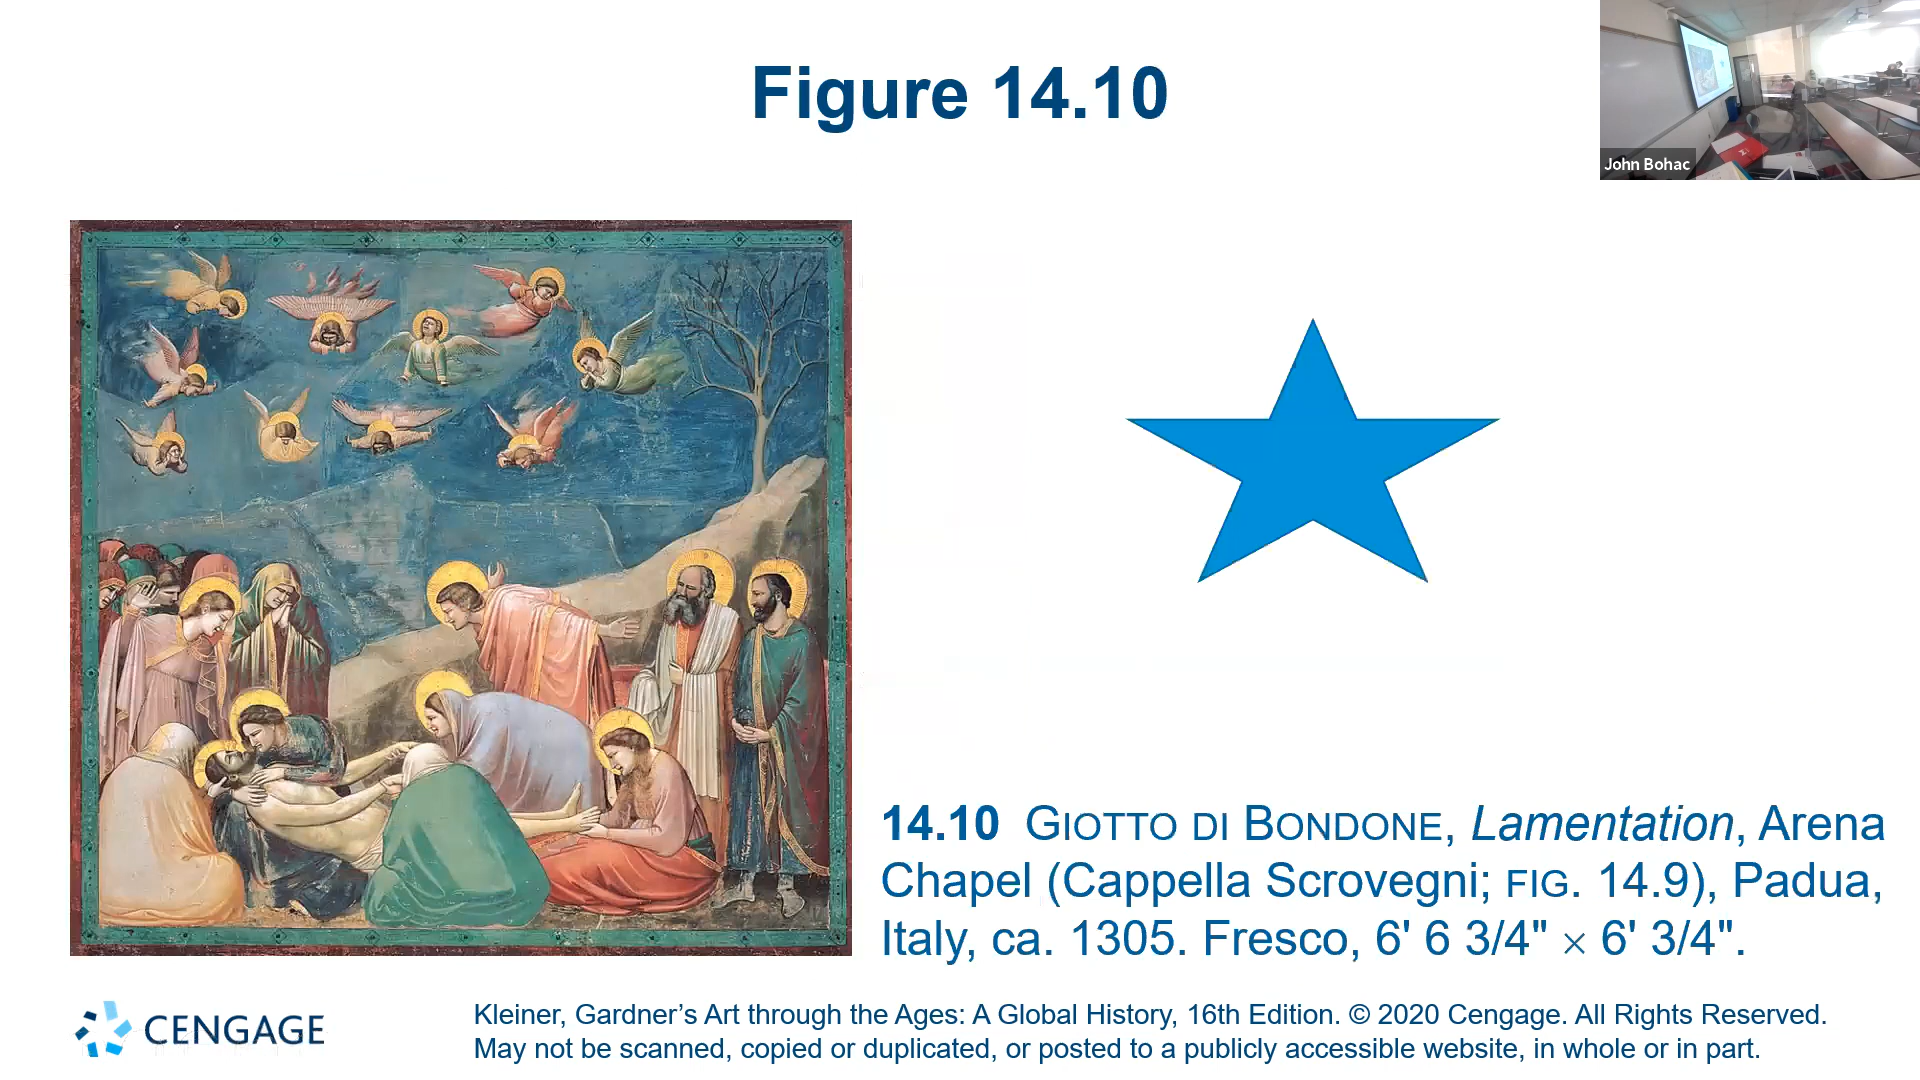 Figure 14.10
John Bohac
14.10 GIOTTO DI BONDONE, Lamentation, Arena
Chapel (Cappella Scrovegni; FIG. 14.9), Padua,
Italy, ca. 1305. Fresco, 6' 6 3/4" × 6' 3/4".
CENGAGE
Kleiner, Gardner’s Art through the Ages: A Global History, 16th Edition. © 2020 Cengage. All Rights Reserved.
May not be scanned, copied or duplicated, or posted to a publicly accessible website, in whole or in part.